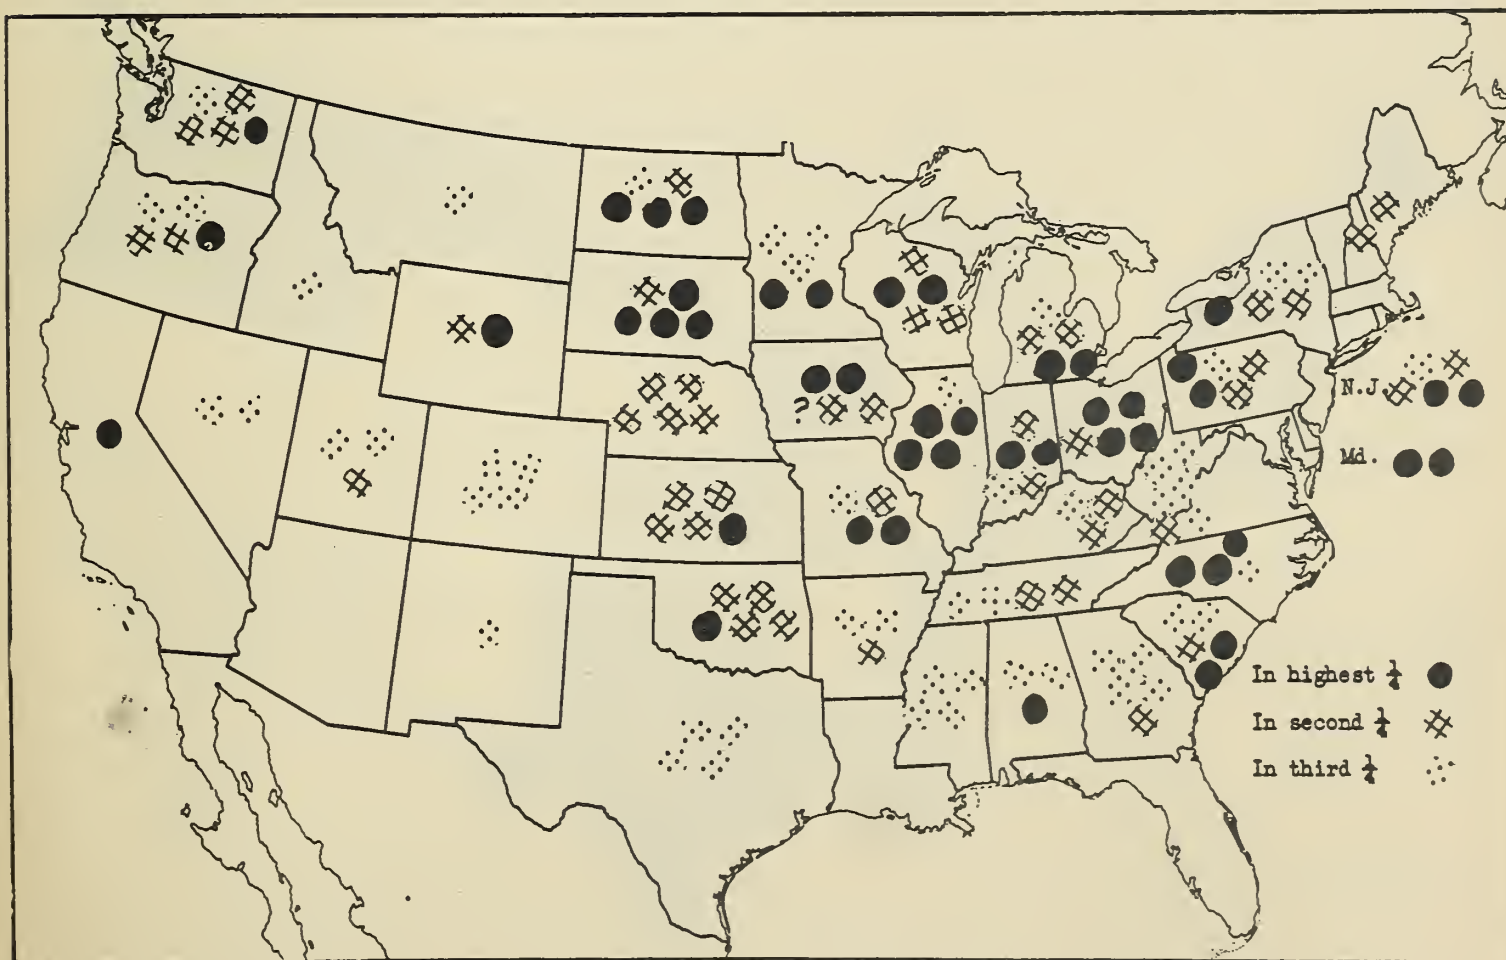 N.J.
Md.
?
In highest ¼
In second ¼
In third ¼